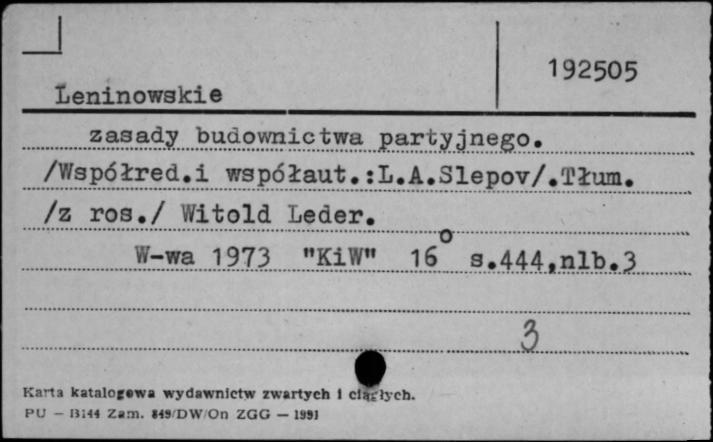 192505
Leninowskie
zasady budownictwa partyjnego.
/Współred.i współaut.:L.A.Slepov/.Tłum.
/z ros./ Witold Leder.
W-wa 1973 "KiW" 16° s.444,nlb.3
3
Karta katalogowa wydawnictw zwartych i ciągłych.
PU — B144 Zam. 849/DW/On ZGG — 1991